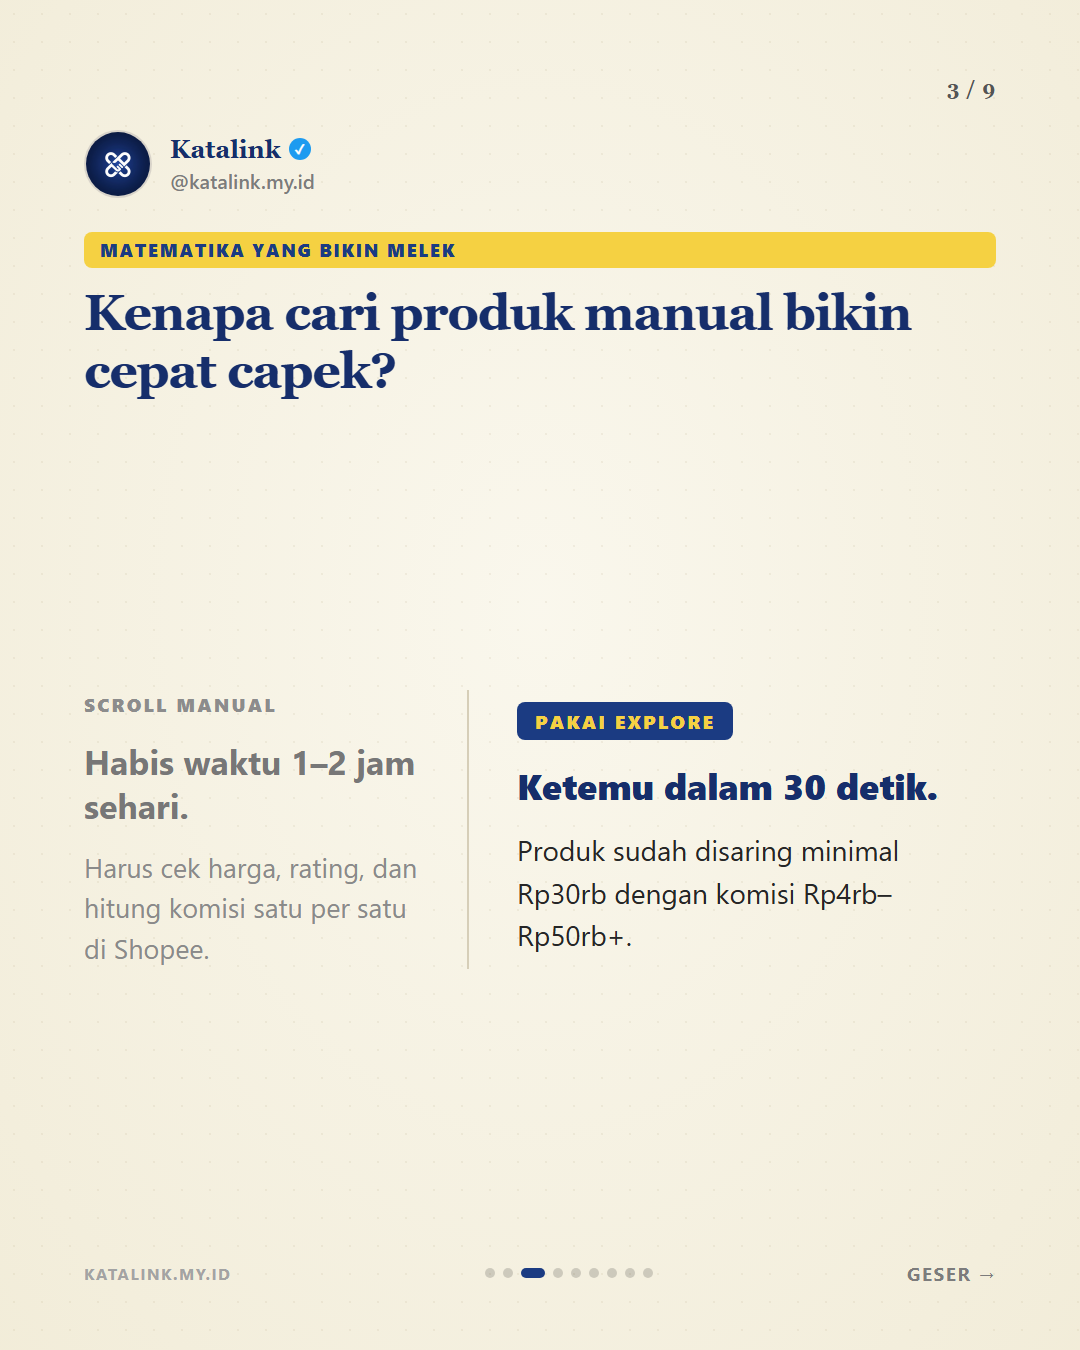 3 / 9
Katalink
@katalink.my.id
MATEMATIKA YANG BIKIN MELEK
Kenapa cari produk manual bikin
cepat capek?
SCROLL MANUAL
Habis waktu 1–2 jam
sehari.
Harus cek harga, rating, dan
hitung komisi satu per satu
di Shopee.
PAKAI EXPLORE
Ketemu dalam 30 detik.
Produk sudah disaring minimal
Rp30rb dengan komisi Rp4rb–
Rp50rb+.
KATALINK.MY.ID
GESER →